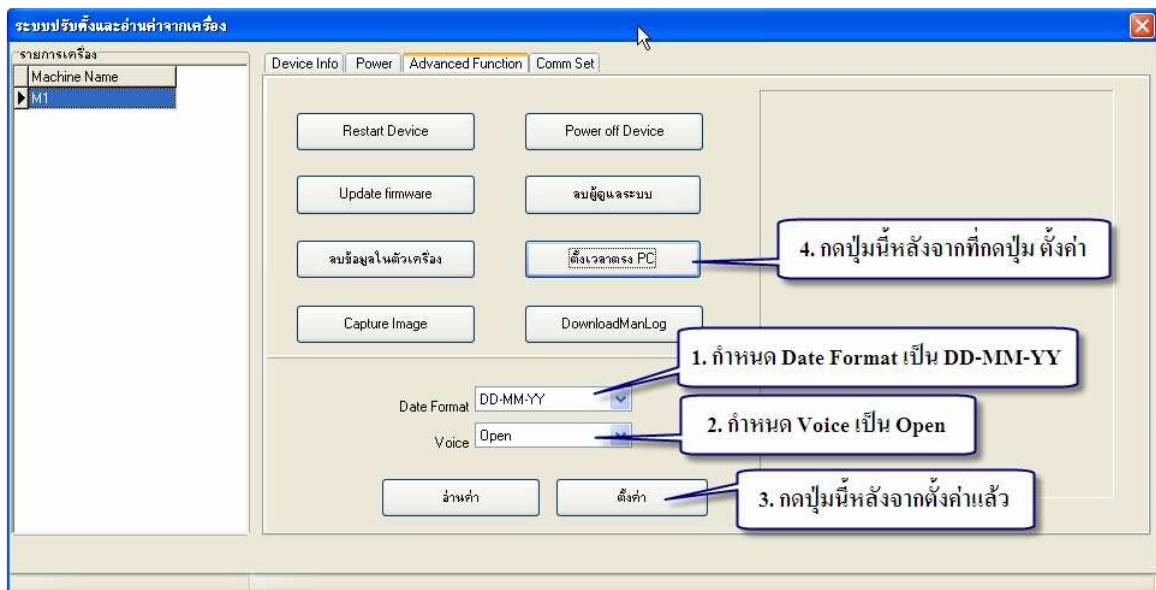 ระบบปรับตั้งและอ่านค่าจากเครื่อง
รายการเครื่อง
Machine Name
M1
Device Info
Power
Advanced Function
Comm Set
Restart Device
Power off Device
Update firmware
ลบผู้ดูแลระบบ
ลบข้อมูลในตัวเครื่อง
ตั้งเวลาตรง PC
4. กดปุ่มนี้หลังจากที่กดปุ่ม ตั้งค่า
Capture Image
DownloadManLog
1. กำหนด Date Format เป็น DD-MM-YY
Date Format
DD-MM-YY
Voice
Open
2. กำหนด Voice เป็น Open
อ่านค่า
ตั้งค่า
3. กดปุ่มนี้หลังจากตั้งค่าแล้ว